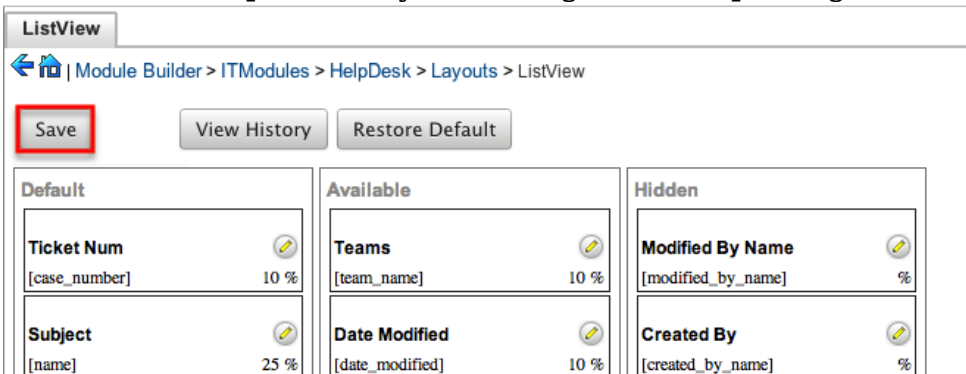 ListView
| Module Builder > ITModules > HelpDesk > Layouts > ListView
Save View History Restore Default
Default Available Hidden
Ticket Num Teams Modified By Name
[case_number] 10 % [team_name] 10 % [modified_by_name] %
Subject Date Modified Created By
[name] 25 % [date_modified] 10 % [created_by_name] %